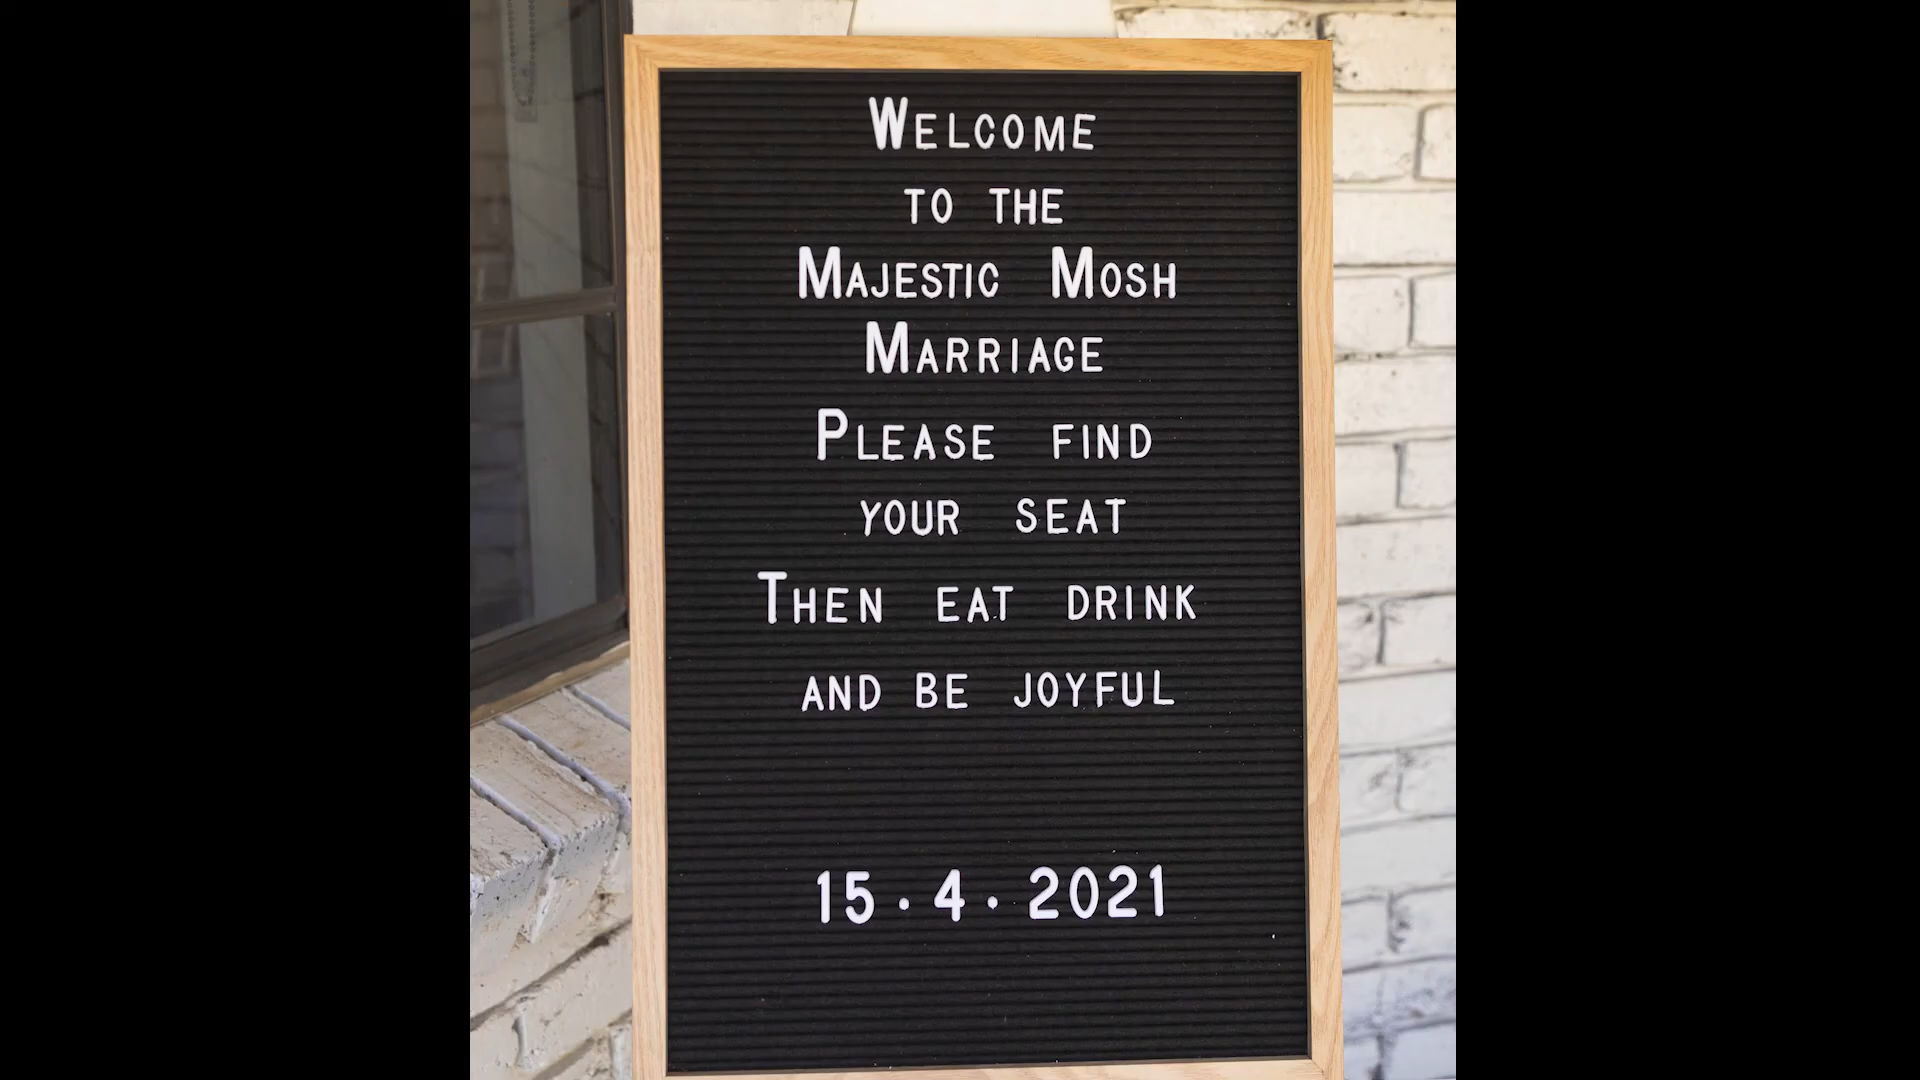 Welcome
to the
Majestic Mosh
Marriage
Please find
your seat
Then eat drink
and be joyful
15.4.2021